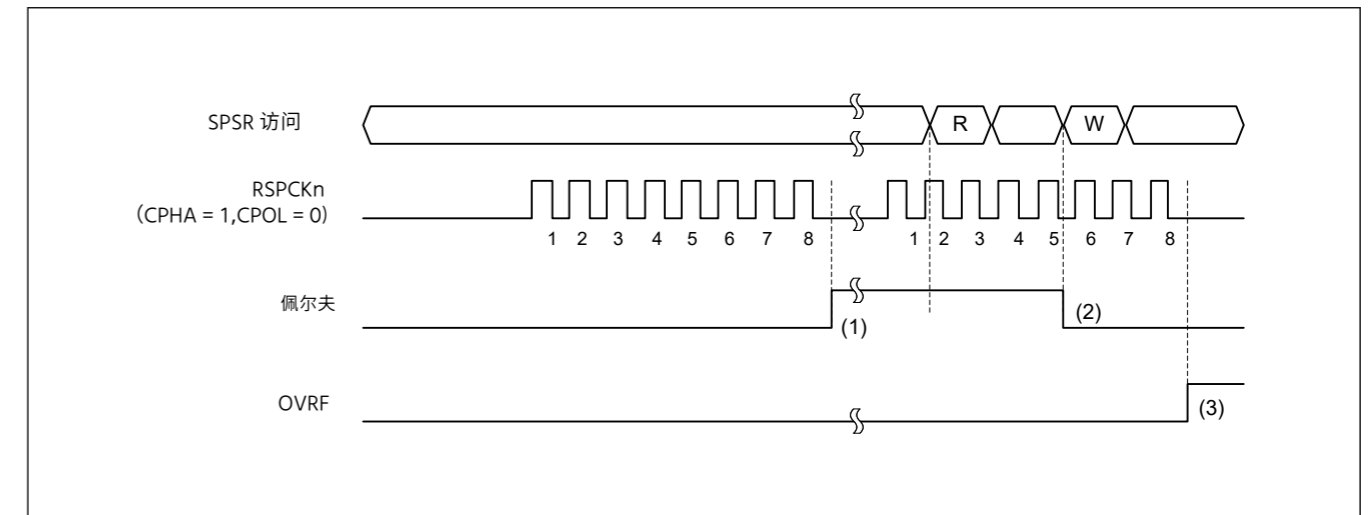 SPSR 访问
R
W
RSPCKn
（CPHA = 1,CPOL = 0）
1 2 3 4 5 6 7 8 1 2 3 4 5 6 7 8
佩尔夫
(1)
(2)
OVRF
(3)